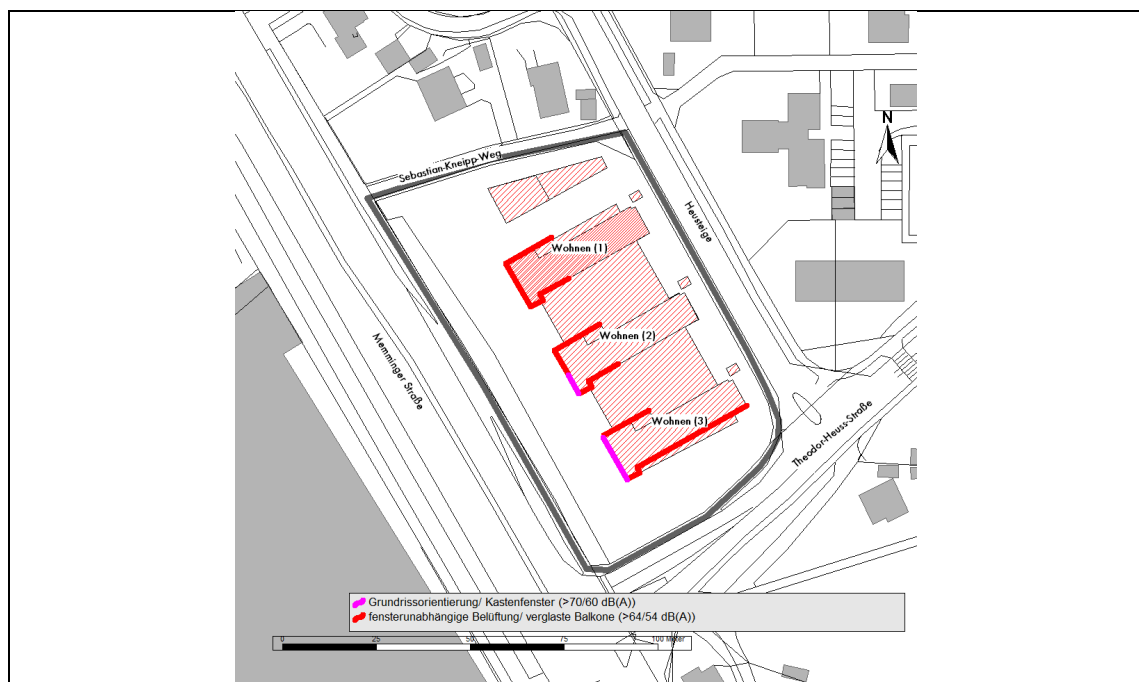 N
Sebastian-Kneipp-Weg
Heusteige
Wohnen (1)
Wohnen (2)
Memminger Straße
Wohnen (3)
Theodor-Heuss-Straße
Grundrissorientierung/ Kastenfenster (>70/60 dB(A))
fensterunabhängige Belüftung/ verglaste Balkone (>64/54 dB(A))
0 25 50 75 100 Meter